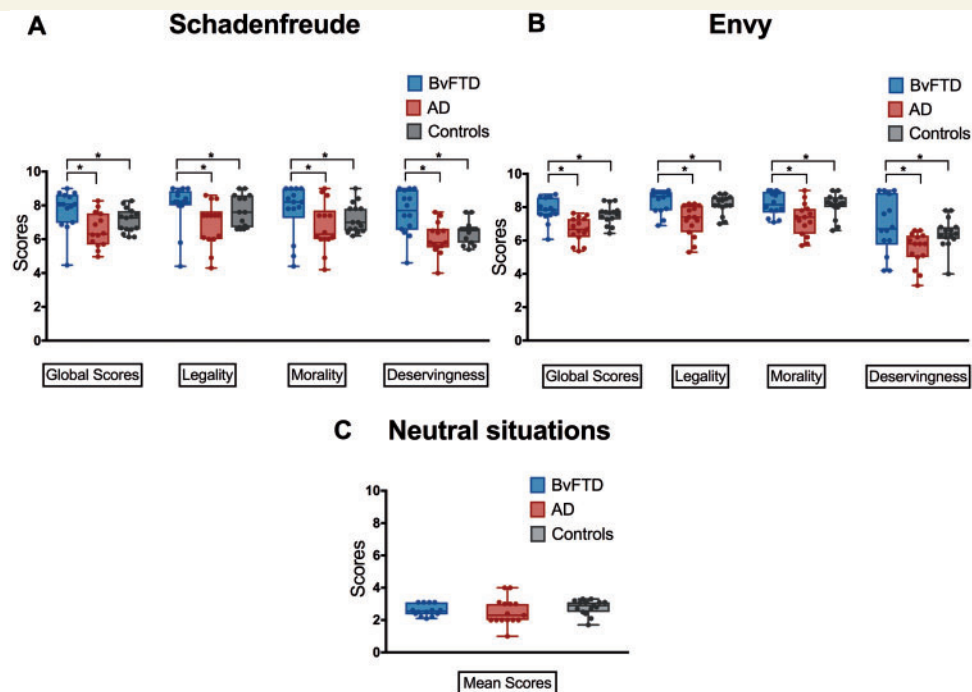 A Schadenfreude
BvFTD
AD
Controls
* * * * * * * *
10
8
6
4
2
0
Scores
Global Scores Legality Morality Deservingness
B Envy
BvFTD
AD
Controls
* * * * * * * *
10
8
6
4
2
0
Scores
Global Scores Legality Morality Deservingness
C Neutral situations
BvFTD
AD
Controls
10
8
6
4
2
0
Scores
Mean Scores